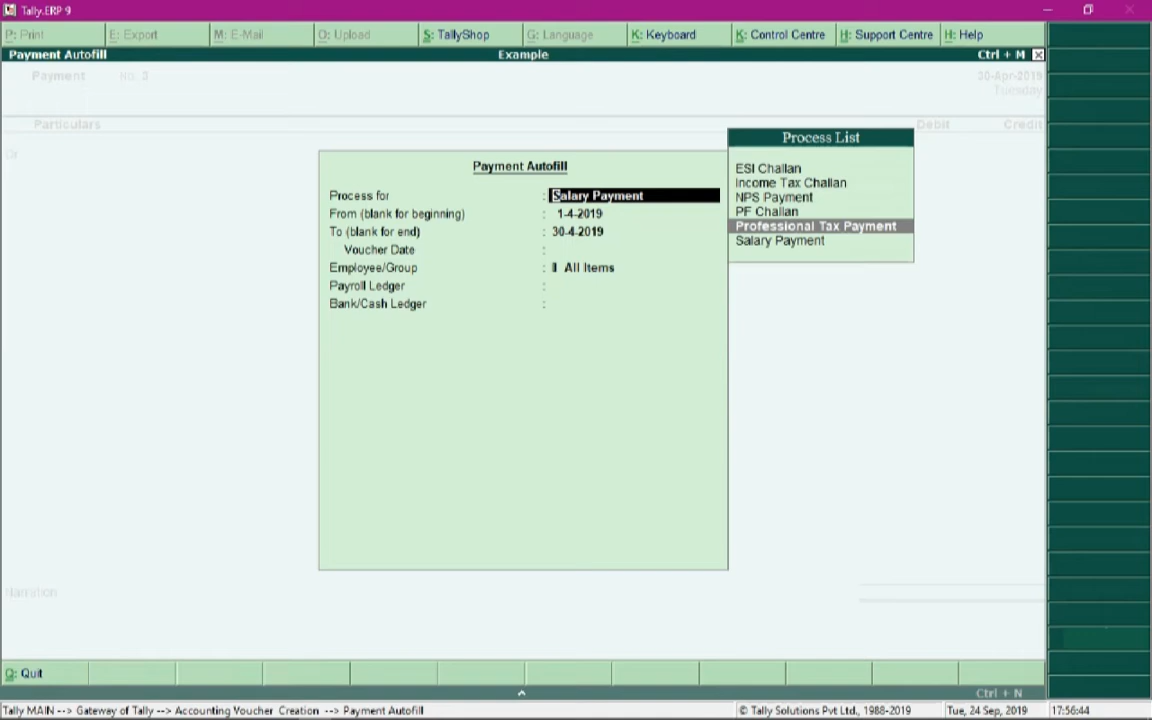 Tally.ERP 9
P: Print E: Export M: E-Mail O: Upload S: TallyShop G: Language K: Keyboard K: Control Centre H: Support Centre H: Help
Payment Autofill Example Ctrl + M
Payment No. 3 30-Apr-2019
Tuesday
Particulars Debit Credit
Dr
Process List
ESI Challan
Income Tax Challan
NPS Payment
PF Challan
Professional Tax Payment
Salary Payment
Payment Autofill
Process for : Salary Payment
From (blank for beginning) : 1-4-2019
To (blank for end) : 30-4-2019
Voucher Date :
Employee/Group : All Items
Payroll Ledger :
Bank/Cash Ledger :
Narration
Q: Quit
Ctrl + N
Tally MAIN --> Gateway of Tally --> Accounting Voucher Creation --> Payment Autofill © Tally Solutions Pvt Ltd., 1988-2019 Tue, 24 Sep, 2019 17:56:44